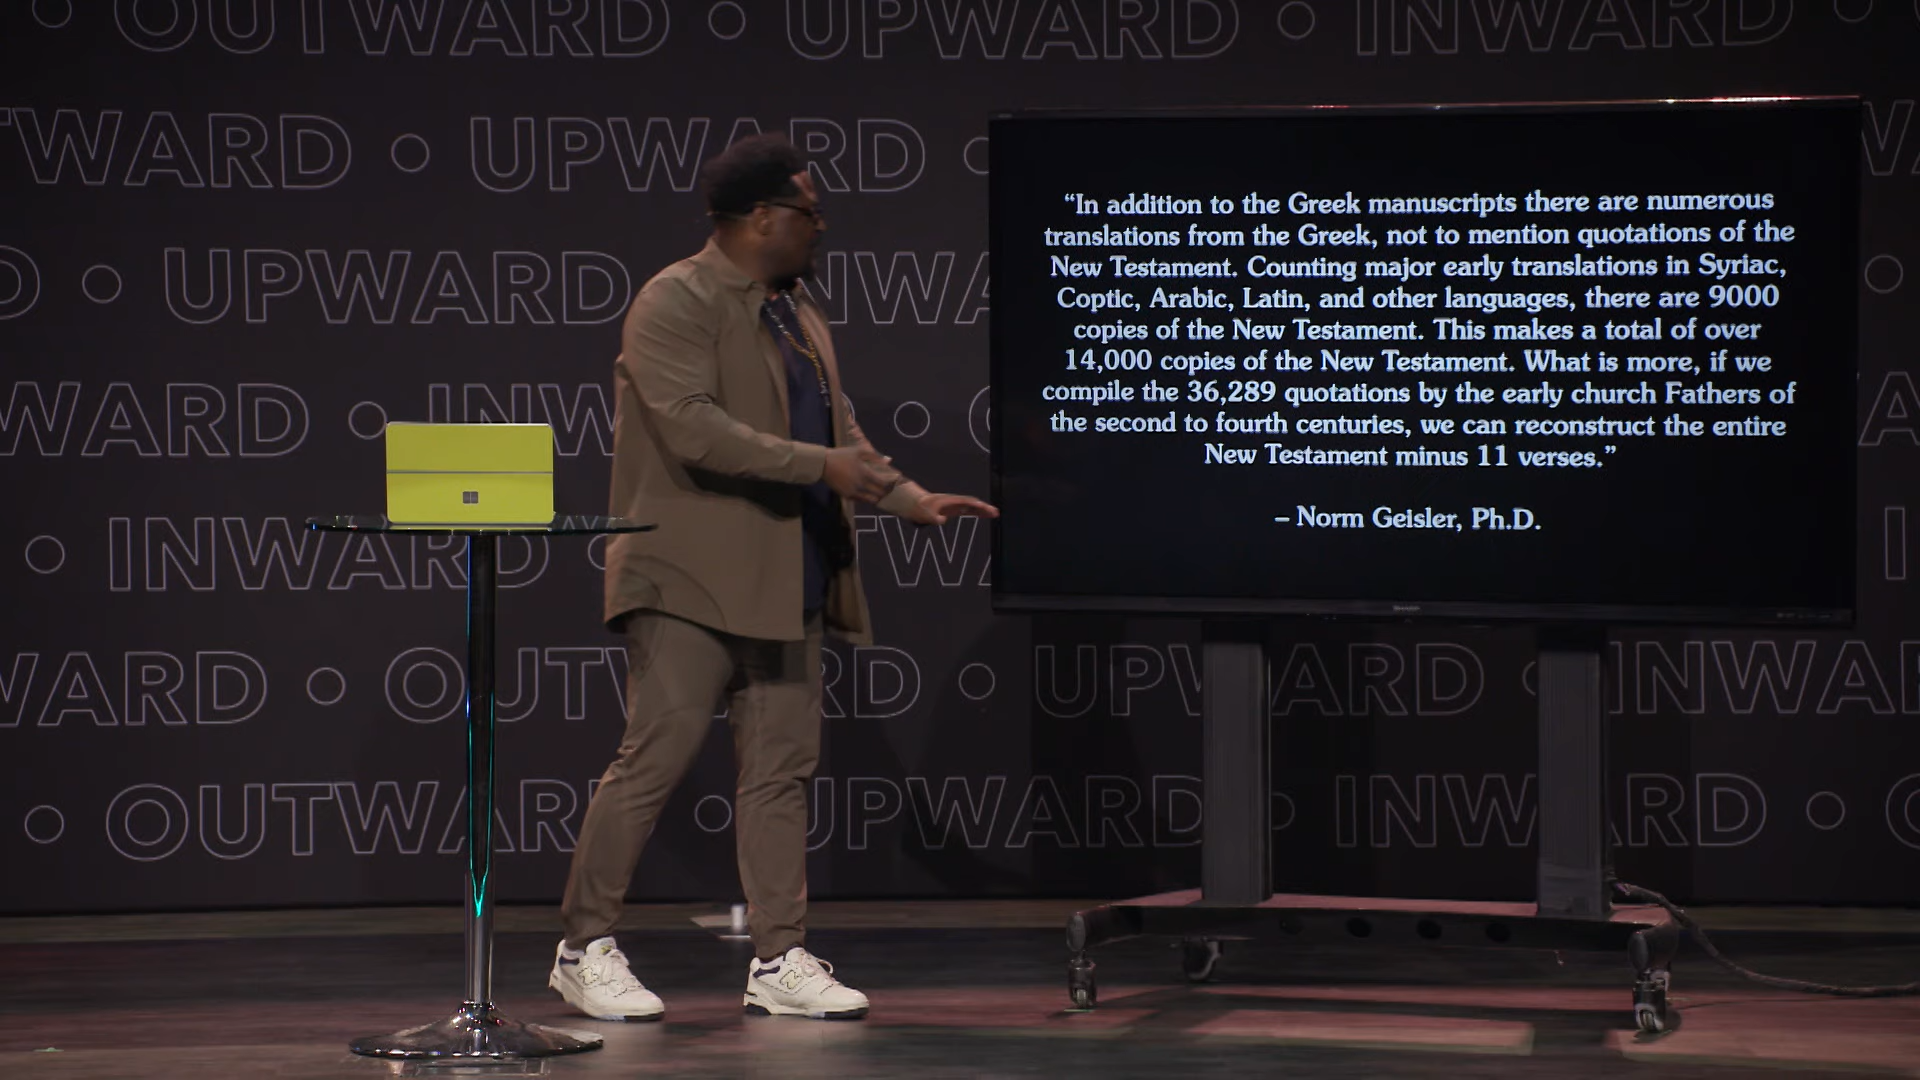 OUTWARD • UPWARD • INWARD
TWARD • UPWARD
UPWARD INWA
WARD • INWA
INWARD TWA
WARD • OUTW RD • UPWARD INWA
OUTWARD • UPWARD • INWARD
“In addition to the Greek manuscripts there are numerous
translations from the Greek, not to mention quotations of the
New Testament. Counting major early translations in Syriac,
Coptic, Arabic, Latin, and other languages, there are 9000
copies of the New Testament. This makes a total of over
14,000 copies of the New Testament. What is more, if we
compile the 36,289 quotations by the early church Fathers of
the second to fourth centuries, we can reconstruct the entire
New Testament minus 11 verses.”
– Norm Geisler, Ph.D.
SHARP